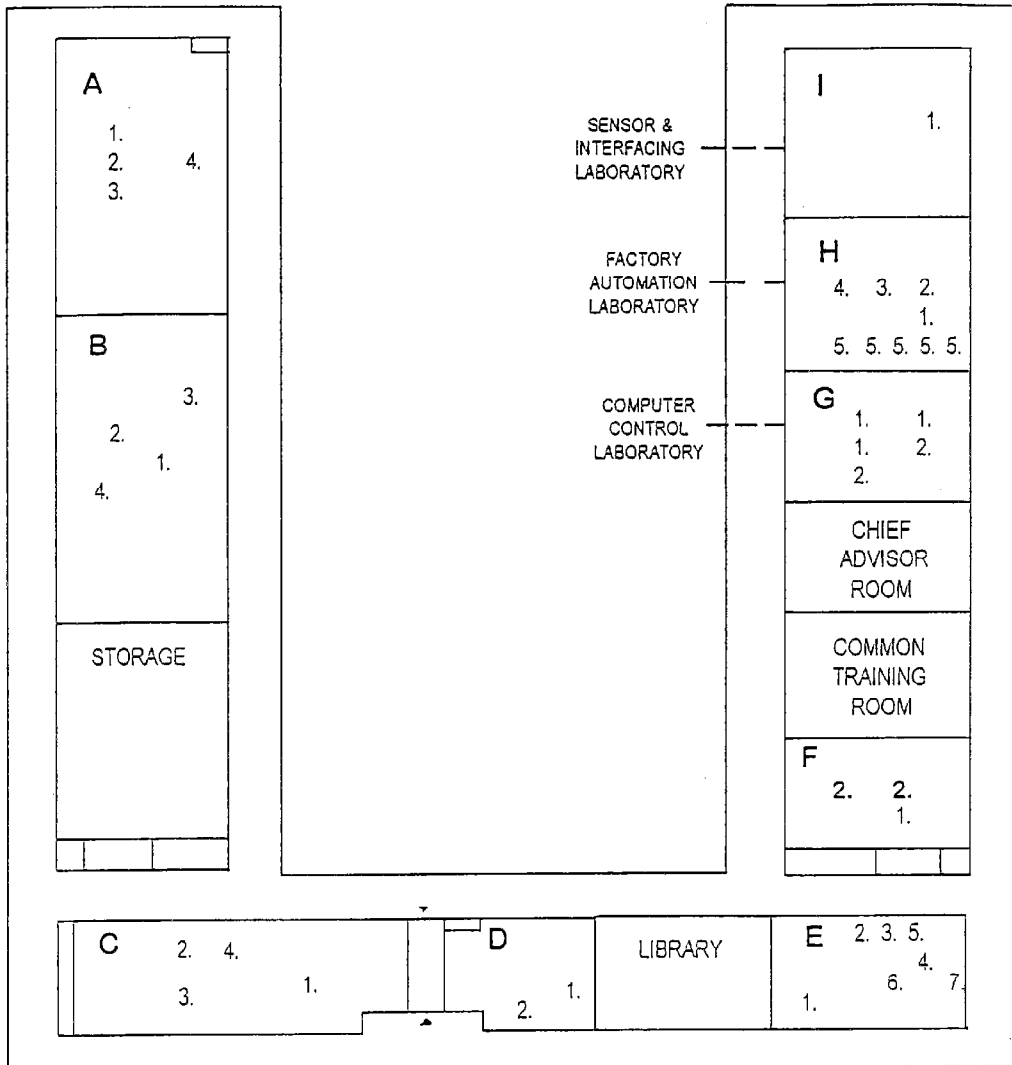 A
1.
2. 4.
3.
B
3.
2.
1.
4.
STORAGE
SENSOR &
INTERFACING
LABORATORY
FACTORY
AUTOMATION
LABORATORY
COMPUTER
CONTROL
LABORATORY
I
1.
H
4. 3. 2.
1.
5. 5. 5. 5. 5.
G
1. 1.
1. 2.
2.
CHIEF
ADVISOR
ROOM
COMMON
TRAINING
ROOM
F
2. 2.
1.
C
2. 4.
1.
3.
D
1.
2.
LIBRARY
E
2. 3. 5.
4.
6. 7.
1.